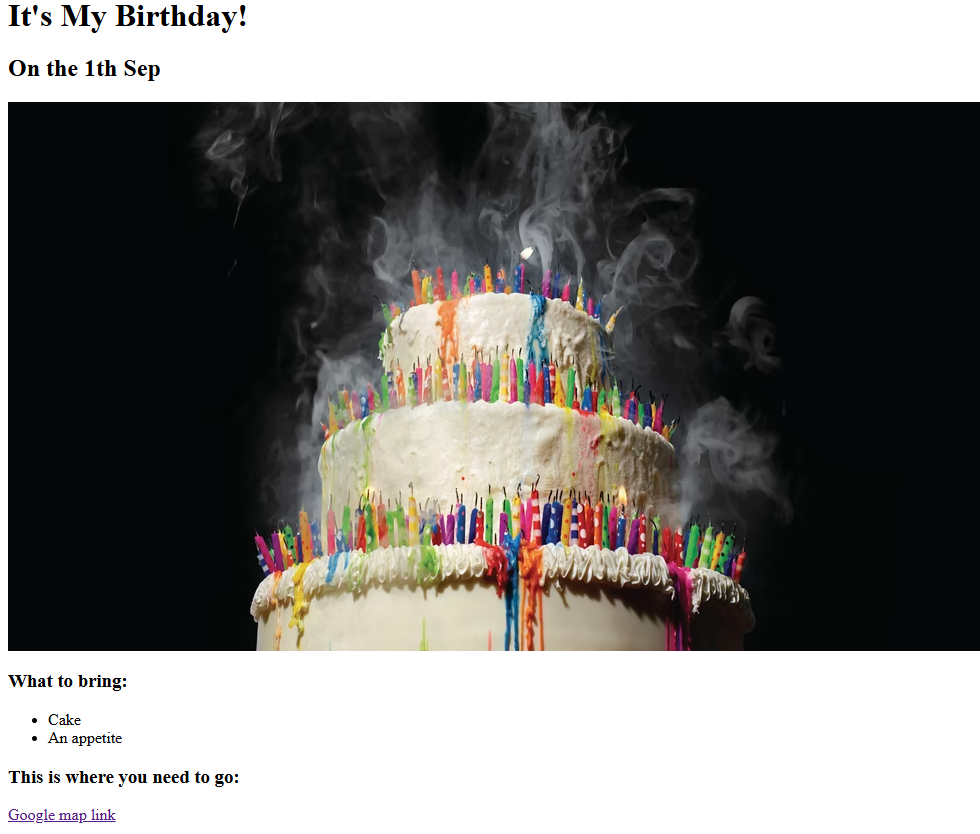 It's My Birthday!
On the 1th Sep
What to bring:
Cake
An appetite
This is where you need to go:
Google map link